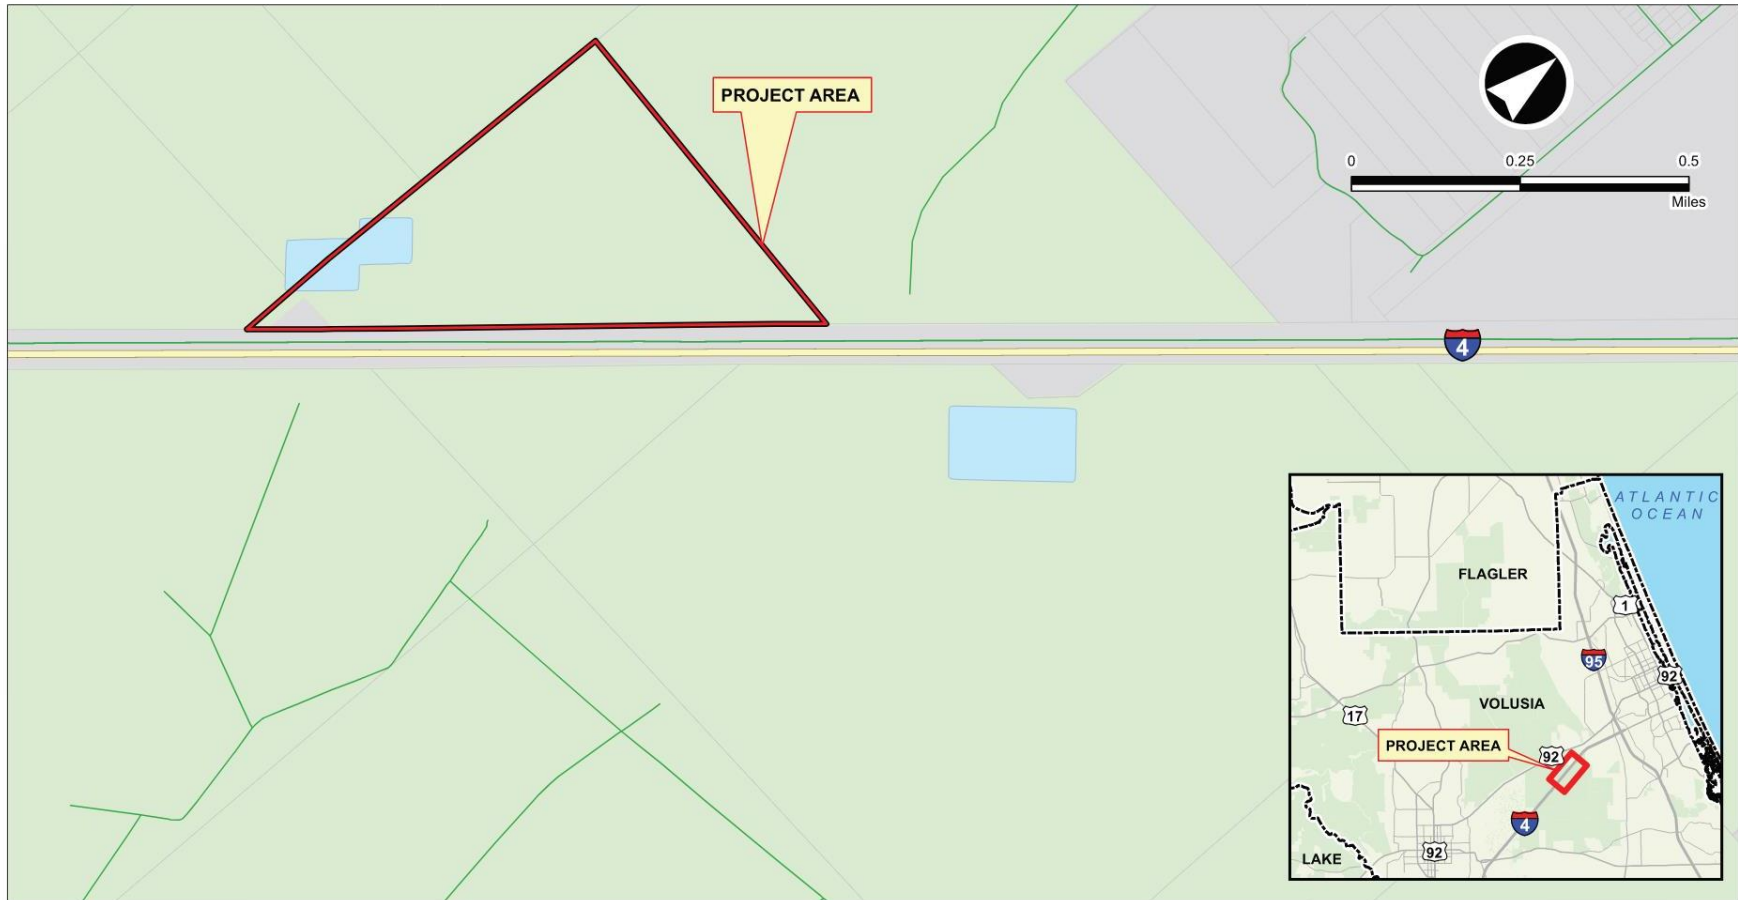 PROJECT AREA
0 0.25 0.5
Miles
4
ATLANTIC
OCEAN
FLAGLER
1
95
92
VOLUSIA
17
PROJECT AREA
92
4
92
LAKE